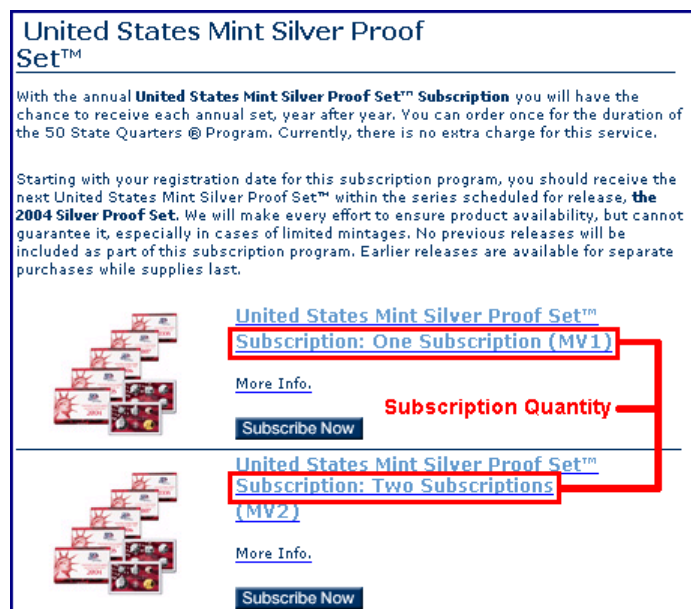 United States Mint Silver Proof
Set™
With the annual United States Mint Silver Proof Set™ Subscription you will have the
chance to receive each annual set, year after year. You can order once for the duration of
the 50 State Quarters ® Program. Currently, there is no extra charge for this service.
Starting with your registration date for this subscription program, you should receive the
next United States Mint Silver Proof Set™ within the series scheduled for release, the
2004 Silver Proof Set. We will make every effort to ensure product availability, but cannot
guarantee it, especially in cases of limited mintages. No previous releases will be
included as part of this subscription program. Earlier releases are available for separate
purchases while supplies last.
United States Mint Silver Proof Set™
Subscription: One Subscription (MV1)
More Info.
Subscription Quantity
Subscribe Now
United States Mint Silver Proof Set™
Subscription: Two Subscriptions
(MV2)
More Info.
Subscribe Now